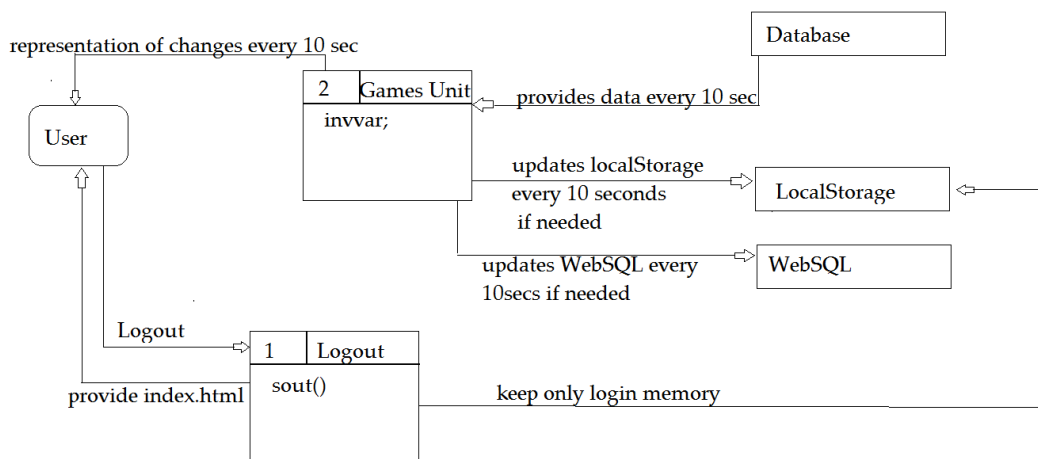 representation of changes every 10 sec
Database
2 Games Unit
provides data every 10 sec
invvar;
User
updates localStorage
every 10 seconds
if needed
LocalStorage
updates WebSQL every
10secs if needed
WebSQL
Logout
1 Logout
provide index.html
sout()
keep only login memory